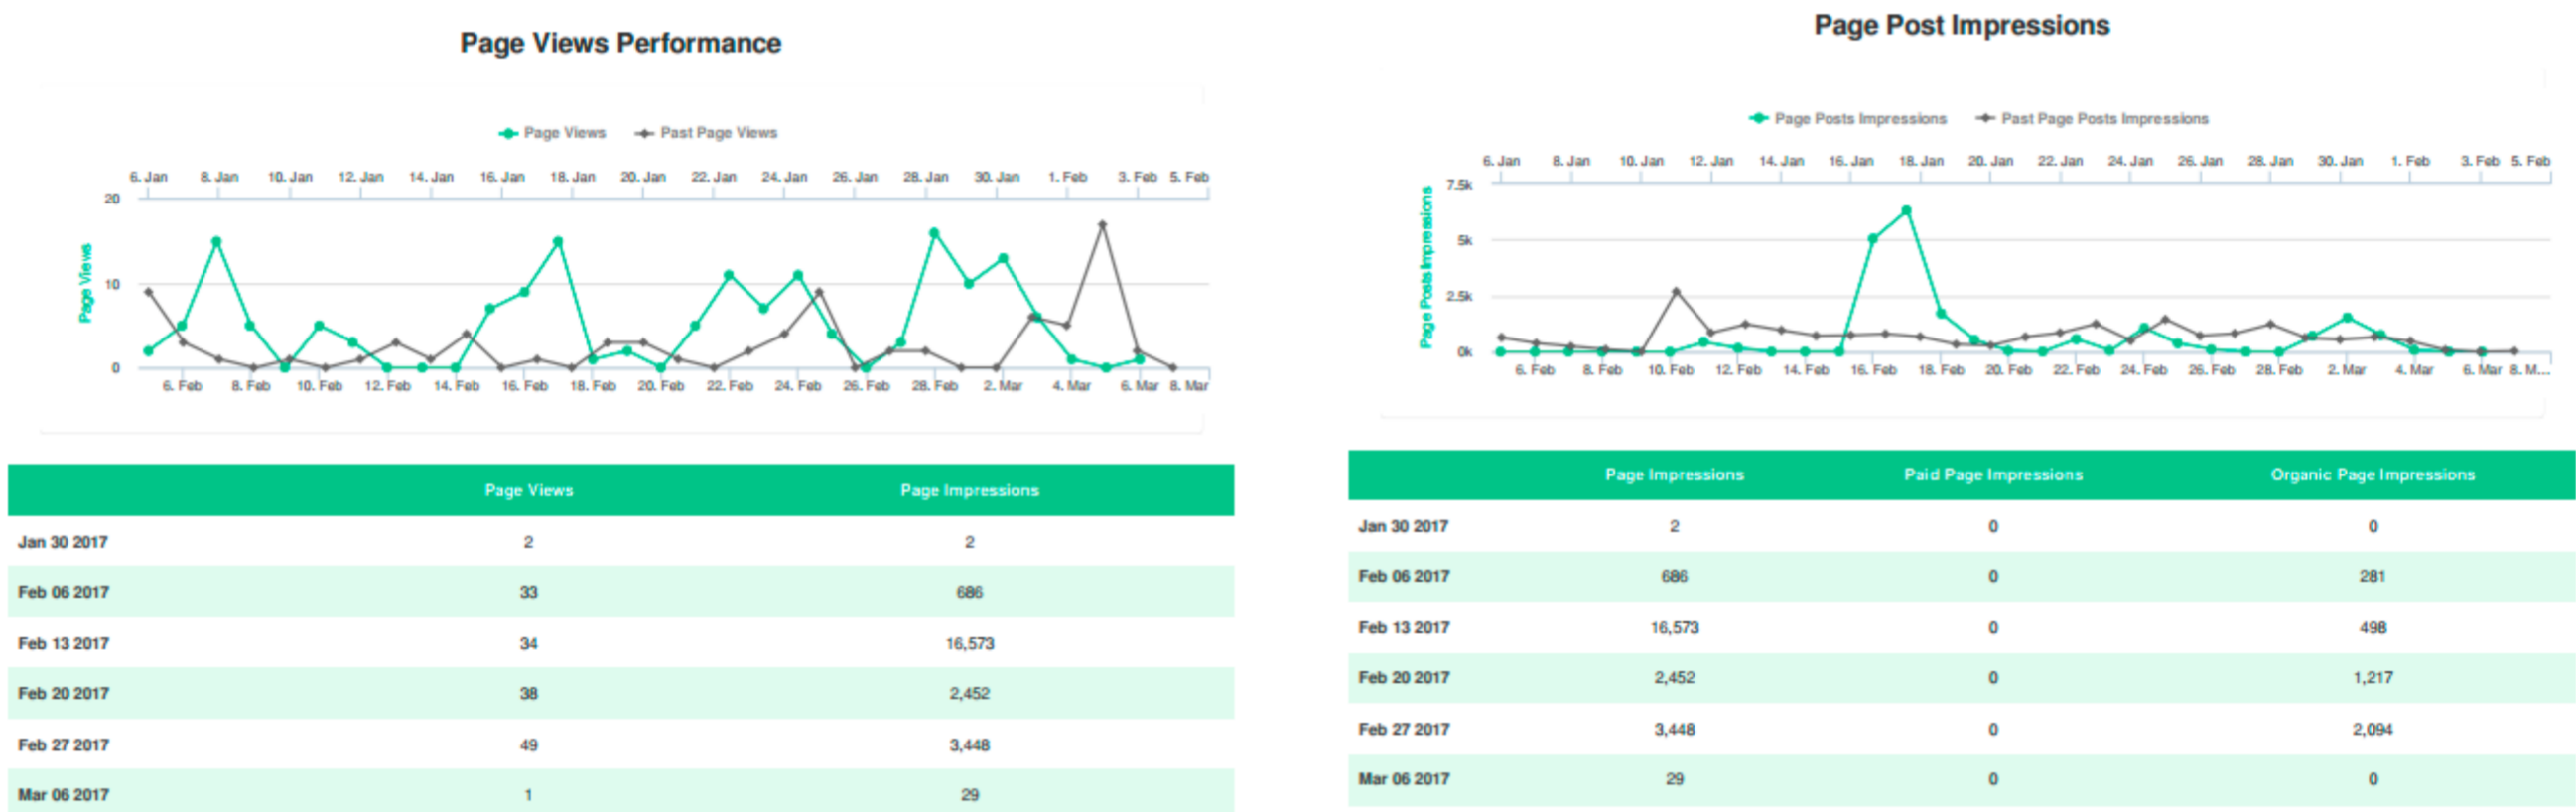 Page Views Performance
Page Views Past Page Views
6. Jan 8. Jan 10. Jan 12. Jan 14. Jan 16. Jan 18. Jan 20. Jan 22. Jan 24. Jan 26. Jan 28. Jan 30. Jan 1. Feb 3. Feb 5. Feb
20
10
0
Page Views
6. Feb 8. Feb 10. Feb 12. Feb 14. Feb 16. Feb 18. Feb 20. Feb 22. Feb 24. Feb 26. Feb 28. Feb 2. Mar 4. Mar 6. Mar 8. Mar
Page Views Page Impressions
Jan 30 2017 2 2
Feb 06 2017 33 686
Feb 13 2017 34 16,573
Feb 20 2017 38 2,452
Feb 27 2017 49 3,448
Mar 06 2017 1 29
Page Post Impressions
Page Posts Impressions Past Page Posts Impressions
6. Jan 8. Jan 10. Jan 12. Jan 14. Jan 16. Jan 18. Jan 20. Jan 22. Jan 24. Jan 26. Jan 28. Jan 30. Jan 1. Feb 3. Feb 5. Feb
7.5k
5k
2.5k
0k
Page Posts Impressions
6. Feb 8. Feb 10. Feb 12. Feb 14. Feb 16. Feb 18. Feb 20. Feb 22. Feb 24. Feb 26. Feb 28. Feb 2. Mar 4. Mar 6. Mar 8. M...
Page Impressions Paid Page Impressions Organic Page Impressions
Jan 30 2017 2 0 0
Feb 06 2017 686 0 281
Feb 13 2017 16,573 0 498
Feb 20 2017 2,452 0 1,217
Feb 27 2017 3,448 0 2,094
Mar 06 2017 29 0 0